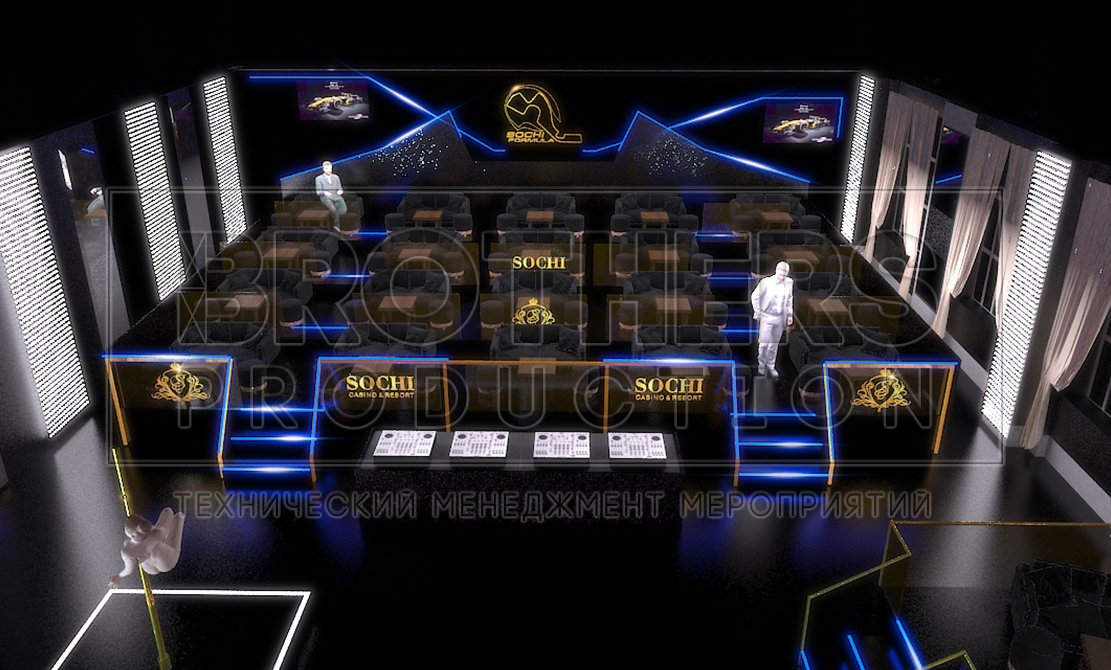 SOCHI
FORMULA
BROTHERS
SOCHI
PRODUCTION
SOCHI
CASINO & RESORT
SOCHI
CASINO & RESORT
ТЕХНИЧЕСКИЙ МЕНЕДЖМЕНТ МЕРОПРИЯТИЙ